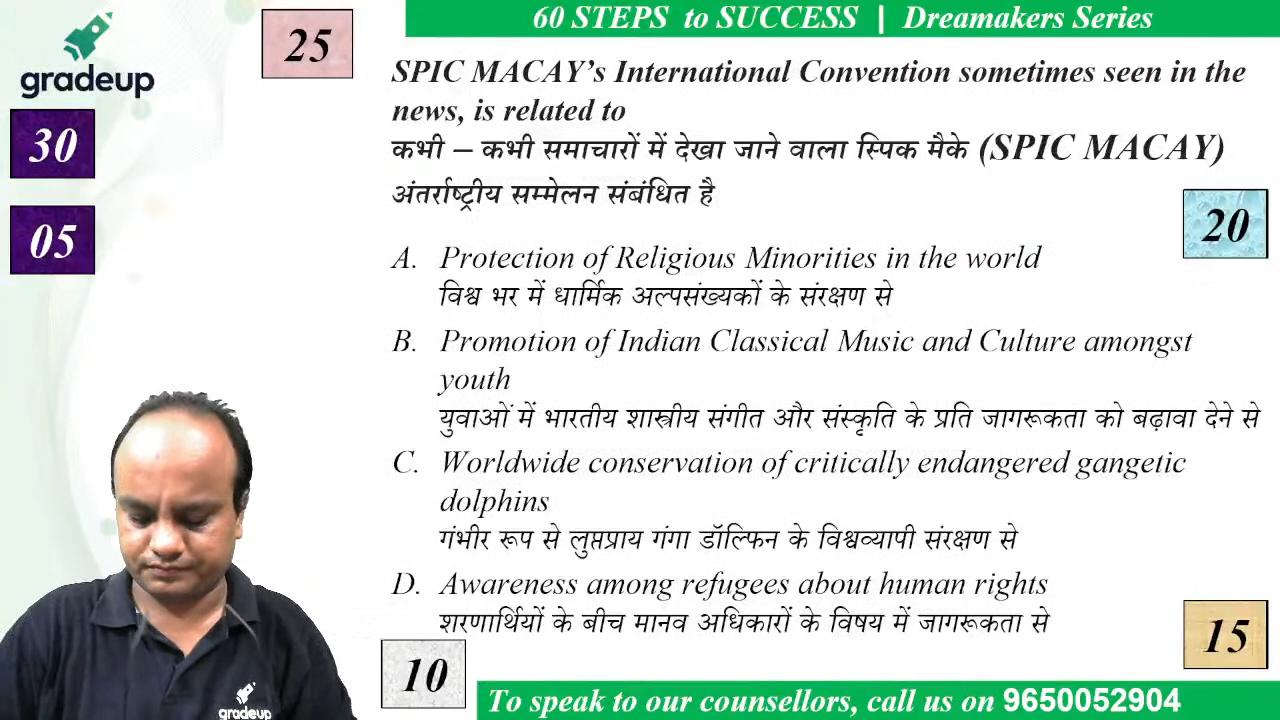 60 STEPS to SUCCESS | Dreamakers Series
gradeup
25
30
05
SPIC MACAY’s International Convention sometimes seen in the
news, is related to
कभी – कभी समाचारों में देखा जाने वाला स्पिक मैके (SPIC MACAY)
अंतर्राष्ट्रीय सम्मेलन संबंधित है
20
A. Protection of Religious Minorities in the world
विश्व भर में धार्मिक अल्पसंख्यकों के संरक्षण से
B. Promotion of Indian Classical Music and Culture amongst
youth
युवाओं में भारतीय शास्त्रीय संगीत और संस्कृति के प्रति जागरूकता को बढ़ावा देने से
C. Worldwide conservation of critically endangered gangetic
dolphins
गंभीर रूप से लुप्तप्राय गंगा डॉल्फिन के विश्वव्यापी संरक्षण से
D. Awareness among refugees about human rights
शरणार्थियों के बीच मानव अधिकारों के विषय में जागरूकता से
15
10
gradeup
To speak to our counsellors, call us on 9650052904